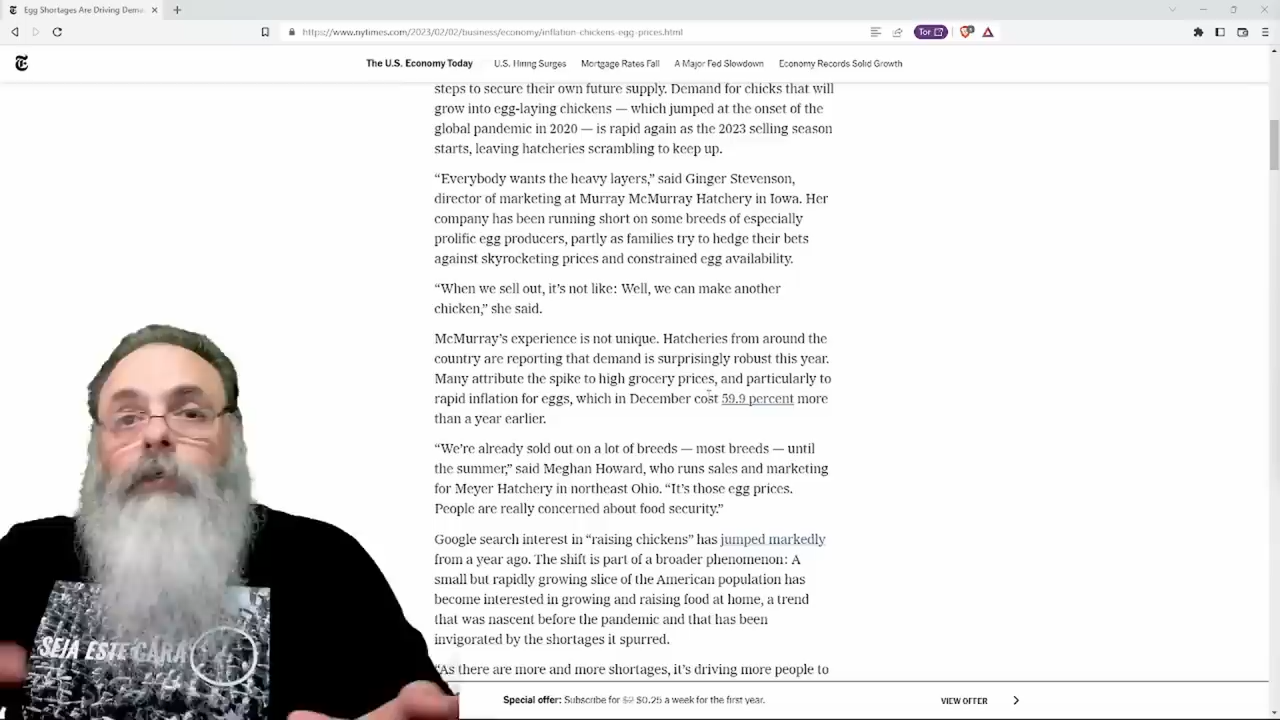 Egg Shortages Are Driving Dema
https://www.nytimes.com/2023/02/02/business/economy/inflation-chickens-egg-prices.html
Tor
The U.S. Economy Today
U.S. Hiring Surges
Mortgage Rates Fall
A Major Fed Slowdown
Economy Records Solid Growth
steps to secure their own future supply. Demand for chicks that will
grow into egg-laying chickens — which jumped at the onset of the
global pandemic in 2020 — is rapid again as the 2023 selling season
starts, leaving hatcheries scrambling to keep up.
“Everybody wants the heavy layers,” said Ginger Stevenson,
director of marketing at Murray McMurray Hatchery in Iowa. Her
company has been running short on some breeds of especially
prolific egg producers, partly as families try to hedge their bets
against skyrocketing prices and constrained egg availability.
“When we sell out, it’s not like: Well, we can make another
chicken,” she said.
McMurray’s experience is not unique. Hatcheries from around the
country are reporting that demand is surprisingly robust this year.
Many attribute the spike to high grocery prices, and particularly to
rapid inflation for eggs, which in December cost 59.9 percent more
than a year earlier.
“We’re already sold out on a lot of breeds — most breeds — until
the summer,” said Meghan Howard, who runs sales and marketing
for Meyer Hatchery in northeast Ohio. “It’s those egg prices.
People are really concerned about food security.”
Google search interest in “raising chickens” has jumped markedly
from a year ago. The shift is part of a broader phenomenon: A
small but rapidly growing slice of the American population has
become interested in growing and raising food at home, a trend
that was nascent before the pandemic and that has been
invigorated by the shortages it spurred.
“As there are more and more shortages, it’s driving more people to
SEJA ESTE CARA
Special offer: Subscribe for $2 $0.25 a week for the first year.
VIEW OFFER